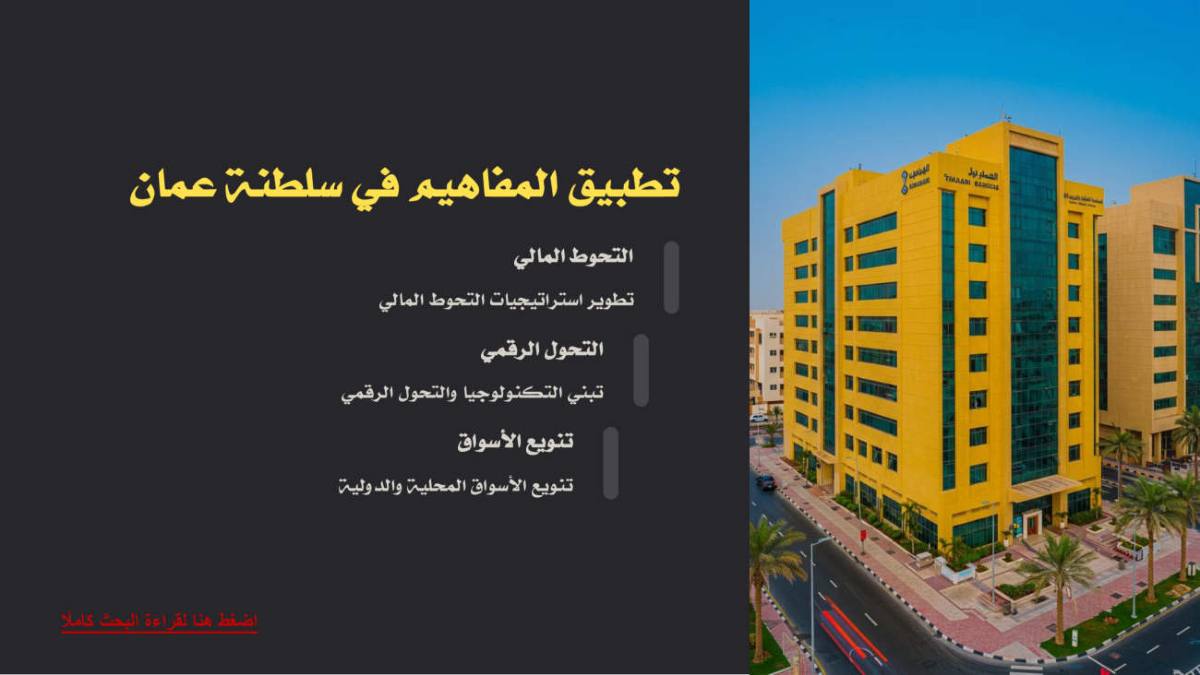 تطبيق المفاهيم في سلطنة عمان
التحوط المالي
تطوير استراتيجيات التحوط المالي
التحول الرقمي
تبني التكنولوجيا والتحول الرقمي
تنويع الأسواق
تنويع الأسواق المحلية والدولية
اضغط هنا لقراءة البحث كاملًا